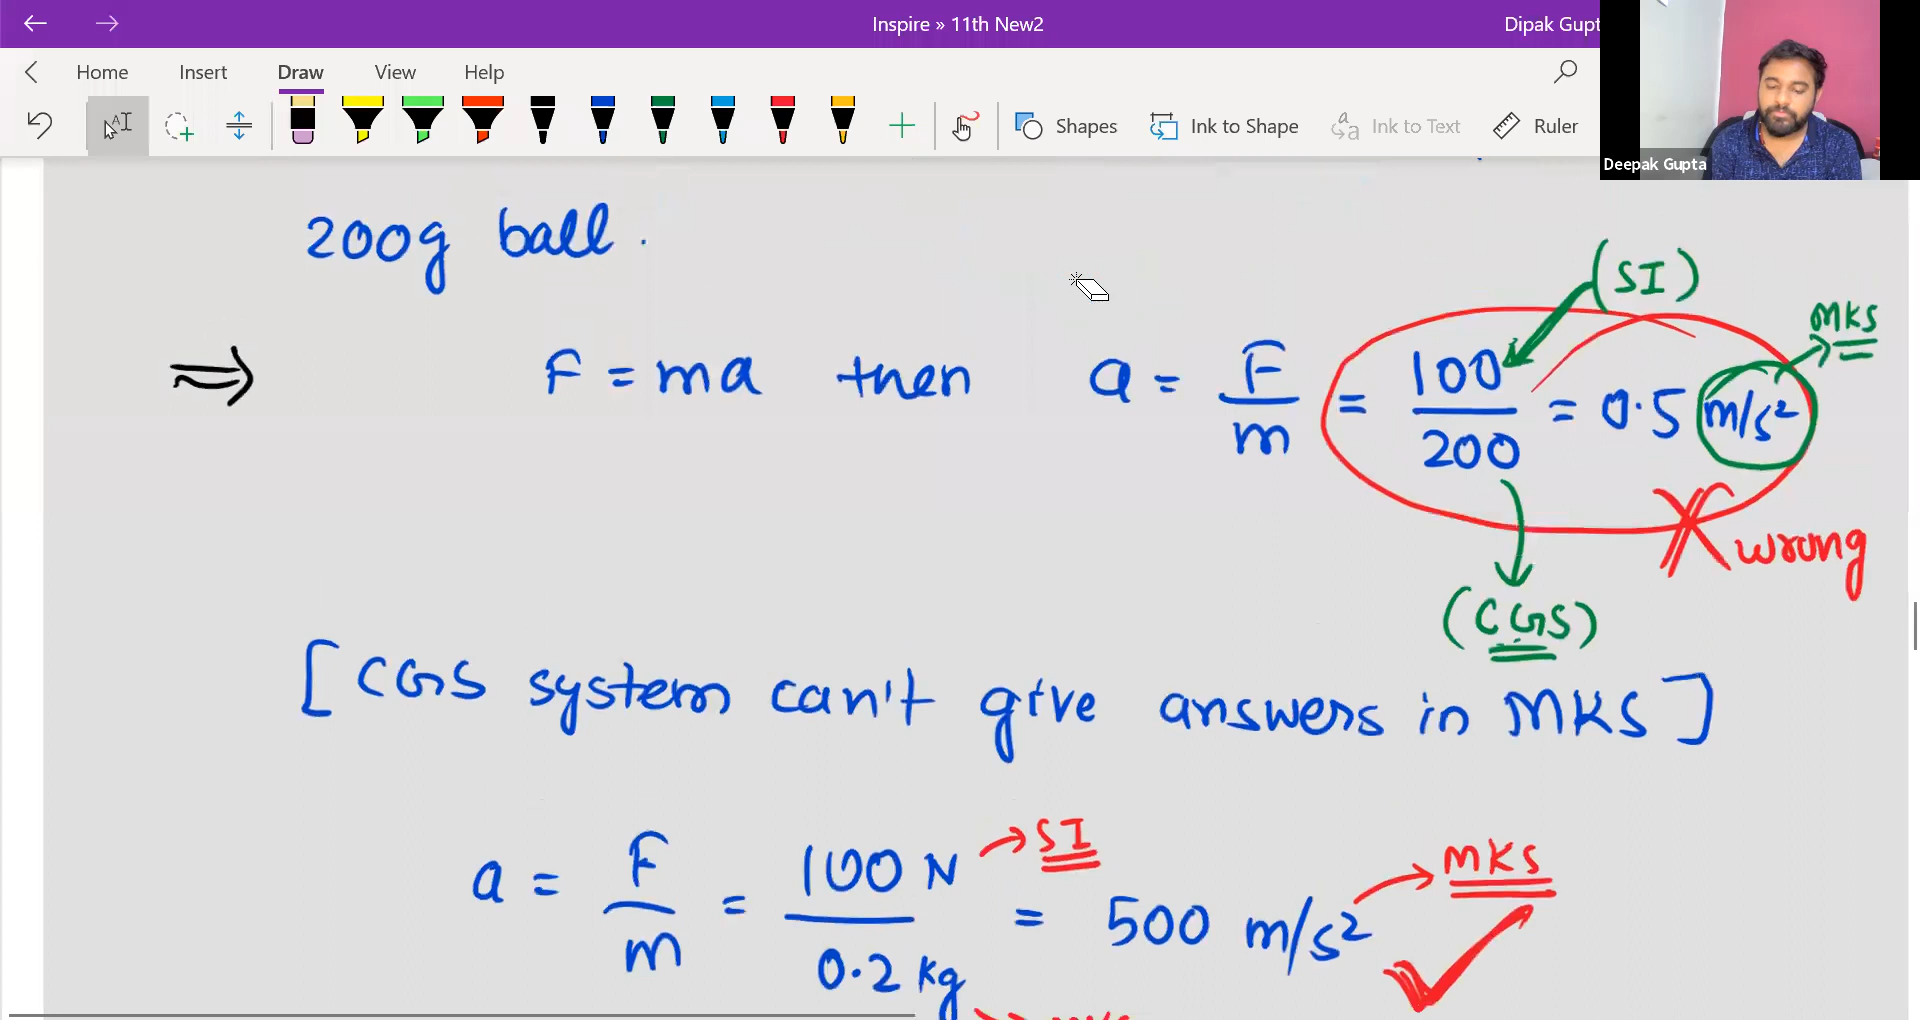 Inspire » 11th New2
Dipak Gupt
Home Insert Draw View Help
Shapes Ink to Shape Ink to Text Ruler
Deepak Gupta
200g ball.
(SI)
MKS
⇒ F = ma then a = F/m = 100/200 = 0.5 m/s²
wrong
(CGS)
[CGS system can't give answers in MKS]
SI
MKS
a = F/m = 100 N/0.2 kg = 500 m/s²